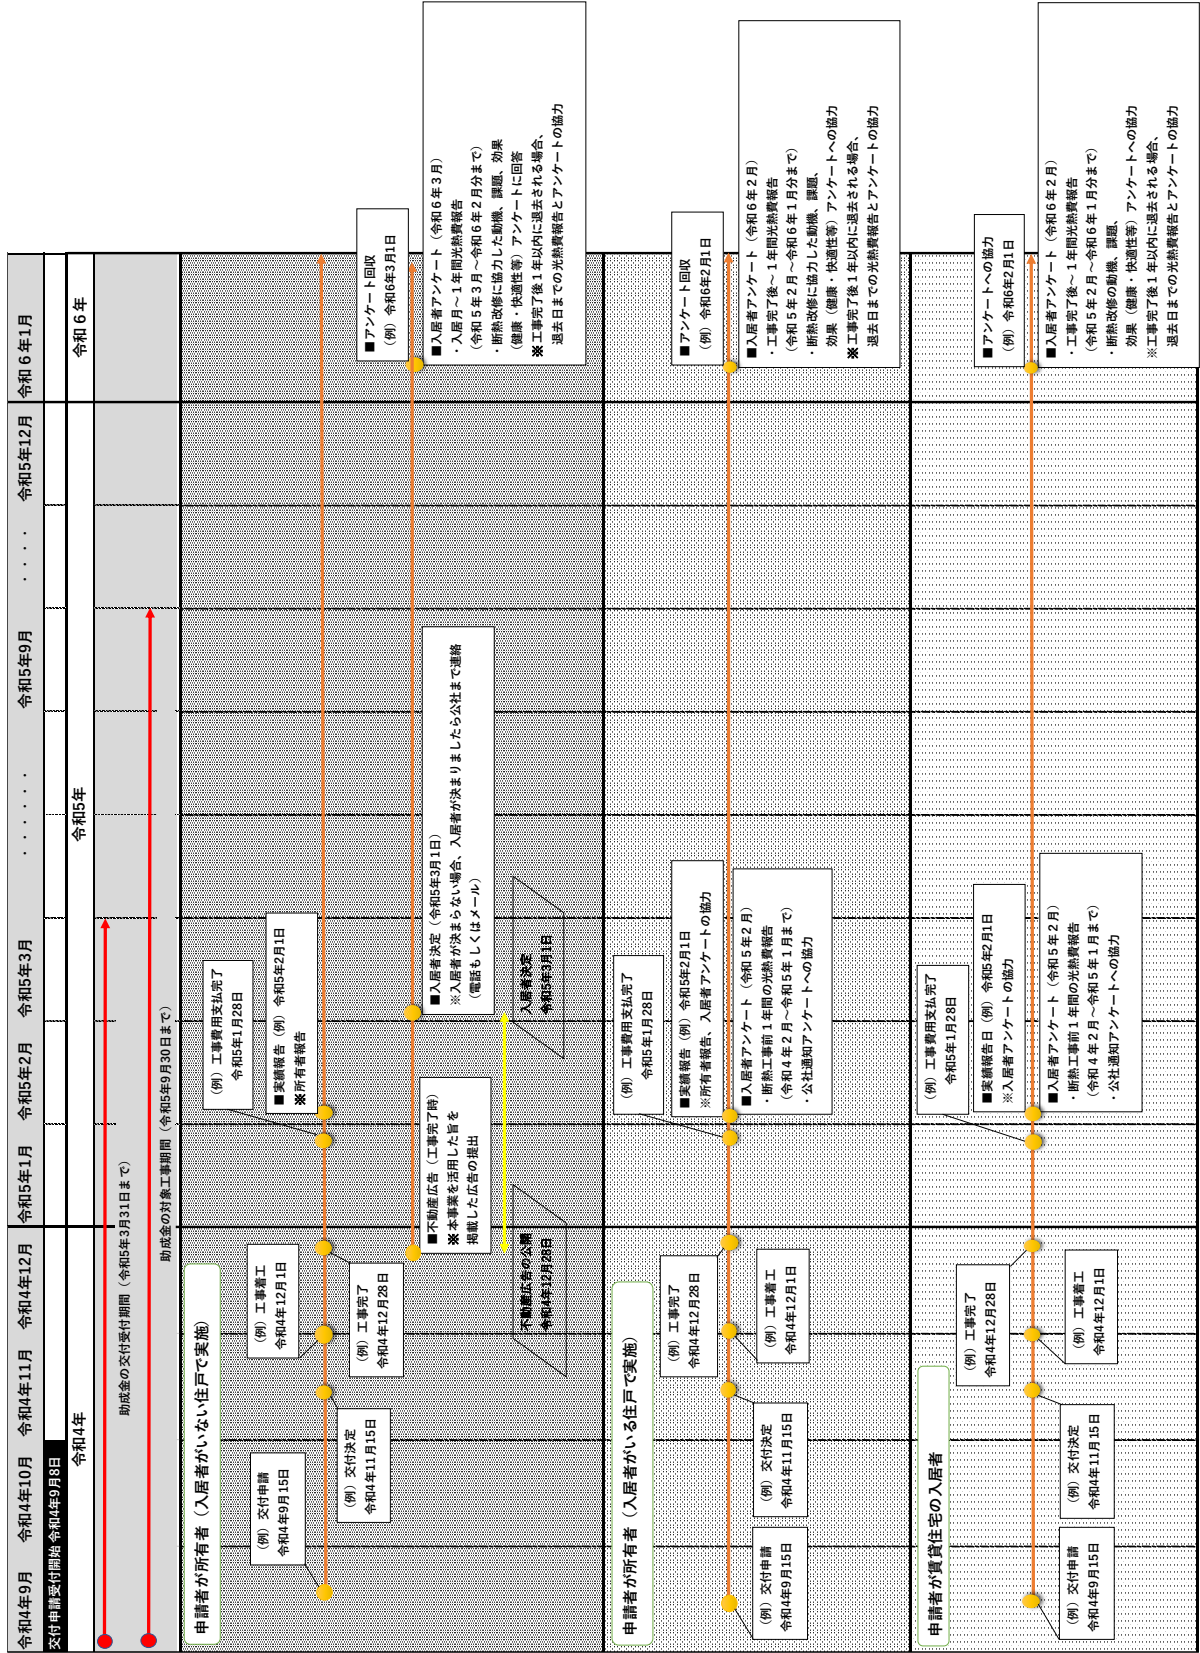 令和4年9月 令和4年10月 令和4年11月 令和4年12月 令和5年1月 令和5年2月 令和5年3月 ・・・・・・ 令和5年9月 ・・・・ 令和5年12月 令和６年1月
交付申請受付開始 令和4年9月8日
令和4年 令和5年 令和６年
助成金の交付受付期間（令和5年3月31日まで）
助成金の対象工事期間（令和5年9月30日まで）
申請者が所有者（入居者がいない住戸で実施）
（例）交付申請
令和4年9月15日
（例）交付決定
令和4年11月15日
（例）工事着工
令和4年12月1日
（例）工事完了
令和4年12月28日
（例）工事費用支払完了
令和5年1月28日
■実績報告（例）令和5年2月1日
※所有者報告
■不動産広告（工事完了時）
※本事業を活用した旨を
掲載した広告の提出
不動産広告の公開
令和4年12月28日
■入居者決定（令和5年3月1日）
※入居者が決まらない場合、入居者が決まりましたら公社まで連絡
（電話もしくはメール）
入居者決定
令和5年3月1日
■アンケート回収
（例）令和6年3月1日
■入居者アンケート（令和６年３月）
・入居月～１年間光熱費報告
（令和５年３月～令和６年２月分まで）
・断熱改修に協力した動機、課題、効果
（健康・快適性等）アンケートに回答
※工事完了後１年以内に退去される場合、
退去日までの光熱費報告とアンケートの協力
申請者が所有者（入居者がいる住戸で実施）
（例）交付申請
令和4年9月15日
（例）交付決定
令和4年11月15日
（例）工事完了
令和4年12月28日
（例）工事着工
令和4年12月1日
（例）工事費用支払完了
令和5年1月28日
■実績報告（例）令和5年2月1日
※所有者報告、入居者アンケートの協力
■入居者アンケート（令和５年２月）
・断熱工事前１年間の光熱費報告
（令和４年２月～令和５年１月まで）
・公社通知アンケートへの協力
■アンケート回収
（例）令和6年2月1日
■入居者アンケート（令和６年２月）
・工事完了後～１年間光熱費報告
（令和５年２月～令和６年１月分まで）
・断熱改修に協力した動機、課題、
効果（健康・快適性等）アンケートへの協力
※工事完了後１年以内に退去される場合、
退去日までの光熱費報告とアンケートの協力
申請者が賃貸住宅の入居者
（例）交付申請
令和4年9月15日
（例）交付決定
令和4年11月15日
（例）工事完了
令和4年12月28日
（例）工事着工
令和4年12月1日
（例）工事費用支払完了
令和5年1月28日
■実績報告日（例）令和5年2月1日
※入居者アンケートの協力
■入居者アンケート（令和５年２月）
・断熱工事前１年間の光熱費報告
（令和４年２月～令和５年１月まで）
・公社通知アンケートへの協力
■アンケートへの協力
（例）令和6年2月1日
■入居者アンケート（令和６年２月）
・工事完了後～１年間光熱費報告
（令和５年２月～令和６年１月分まで）
・断熱改修の動機、課題、
効果（健康・快適性等）アンケートへの協力
※工事完了後１年以内に退去される場合、
退去日までの光熱費報告とアンケートの協力